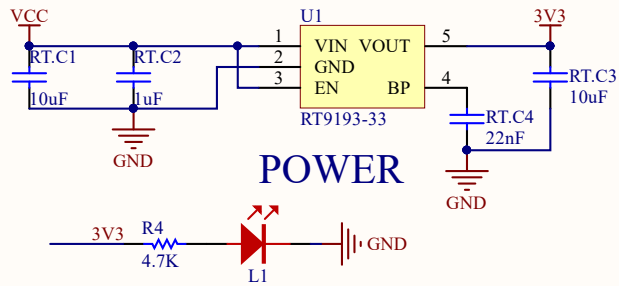 VCC
U1
3V3
RT.C1
RT.C2
1
VIN
VOUT
5
2
GND
3
EN
BP
4
RT.C3
10uF
1uF
10uF
RT9193-33
RT.C4
22nF
GND
POWER
GND
3V3
R4
4.7K
L1
GND